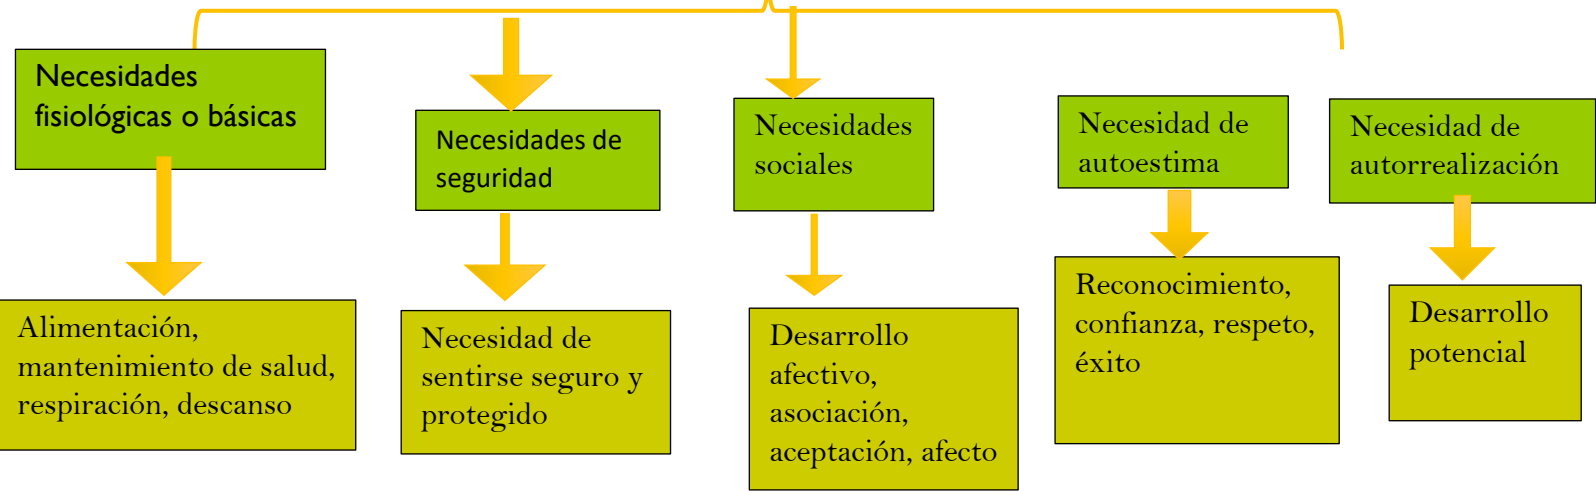 Necesidades
fisiológicas o básicas
Necesidades de
seguridad
Necesidades
sociales
Necesidad de
autoestima
Necesidad de
autorrealización
Alimentación,
mantenimiento de salud,
respiración, descanso
Necesidad de
sentirse seguro y
protegido
Desarrollo
afectivo,
asociación,
aceptación, afecto
Reconocimiento,
confianza, respeto,
éxito
Desarrollo
potencial